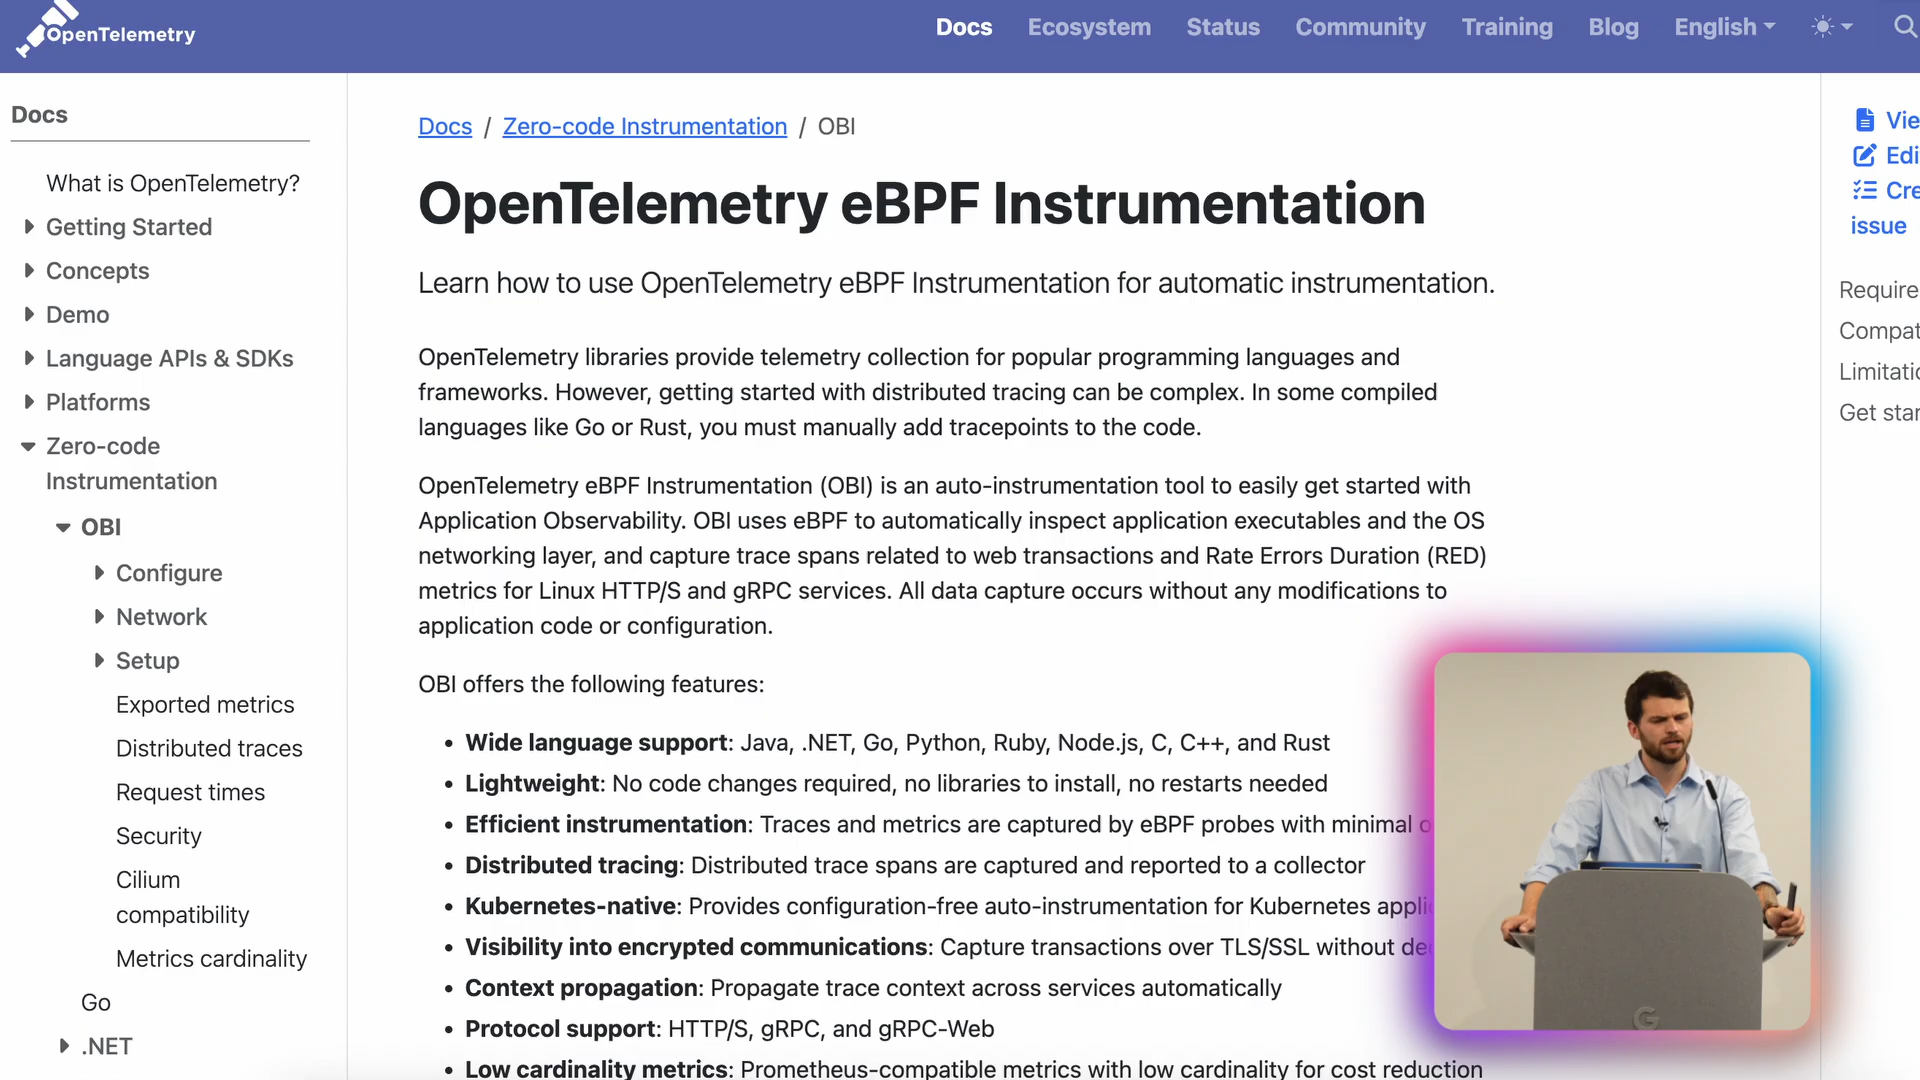 OpenTelemetry
Docs
Ecosystem
Status
Community
Training
Blog
English
Docs
What is OpenTelemetry?
Getting Started
Concepts
Demo
Language APIs & SDKs
Platforms
Zero-code
Instrumentation
OBI
Configure
Network
Setup
Exported metrics
Distributed traces
Request times
Security
Cilium
compatibility
Metrics cardinality
Go
.NET
Docs / Zero-code Instrumentation / OBI
OpenTelemetry eBPF Instrumentation
Learn how to use OpenTelemetry eBPF Instrumentation for automatic instrumentation.
OpenTelemetry libraries provide telemetry collection for popular programming languages and
frameworks. However, getting started with distributed tracing can be complex. In some compiled
languages like Go or Rust, you must manually add tracepoints to the code.
OpenTelemetry eBPF Instrumentation (OBI) is an auto-instrumentation tool to easily get started with
Application Observability. OBI uses eBPF to automatically inspect application executables and the OS
networking layer, and capture trace spans related to web transactions and Rate Errors Duration (RED)
metrics for Linux HTTP/S and gRPC services. All data capture occurs without any modifications to
application code or configuration.
OBI offers the following features:
• Wide language support: Java, .NET, Go, Python, Ruby, Node.js, C, C++, and Rust
• Lightweight: No code changes required, no libraries to install, no restarts needed
• Efficient instrumentation: Traces and metrics are captured by eBPF probes with minimal
• Distributed tracing: Distributed trace spans are captured and reported to a collector
• Kubernetes-native: Provides configuration-free auto-instrumentation for Kubernetes
• Visibility into encrypted communications: Capture transactions over TLS/SSL without
• Context propagation: Propagate trace context across services automatically
• Protocol support: HTTP/S, gRPC, and gRPC-Web
• Low cardinality metrics: Prometheus-compatible metrics with low cardinality for cost reduction
Vie
Edi
Cre
issue
Require
Compat
Limitatio
Get star
G